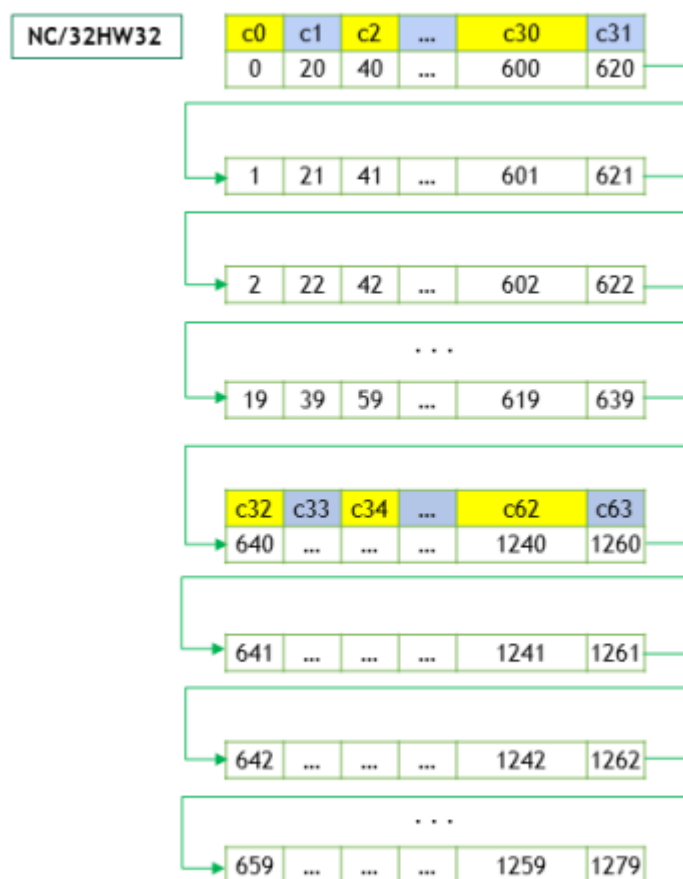 NC/32HW32
c0 c1 c2 ... c30 c31
0 20 40 ... 600 620
1 21 41 ... 601 621
2 22 42 ... 602 622
. . .
19 39 59 ... 619 639
c32 c33 c34 ... c62 c63
640 ... ... ... 1240 1260
641 ... ... ... 1241 1261
642 ... ... ... 1242 1262
. . .
659 ... ... ... 1259 1279